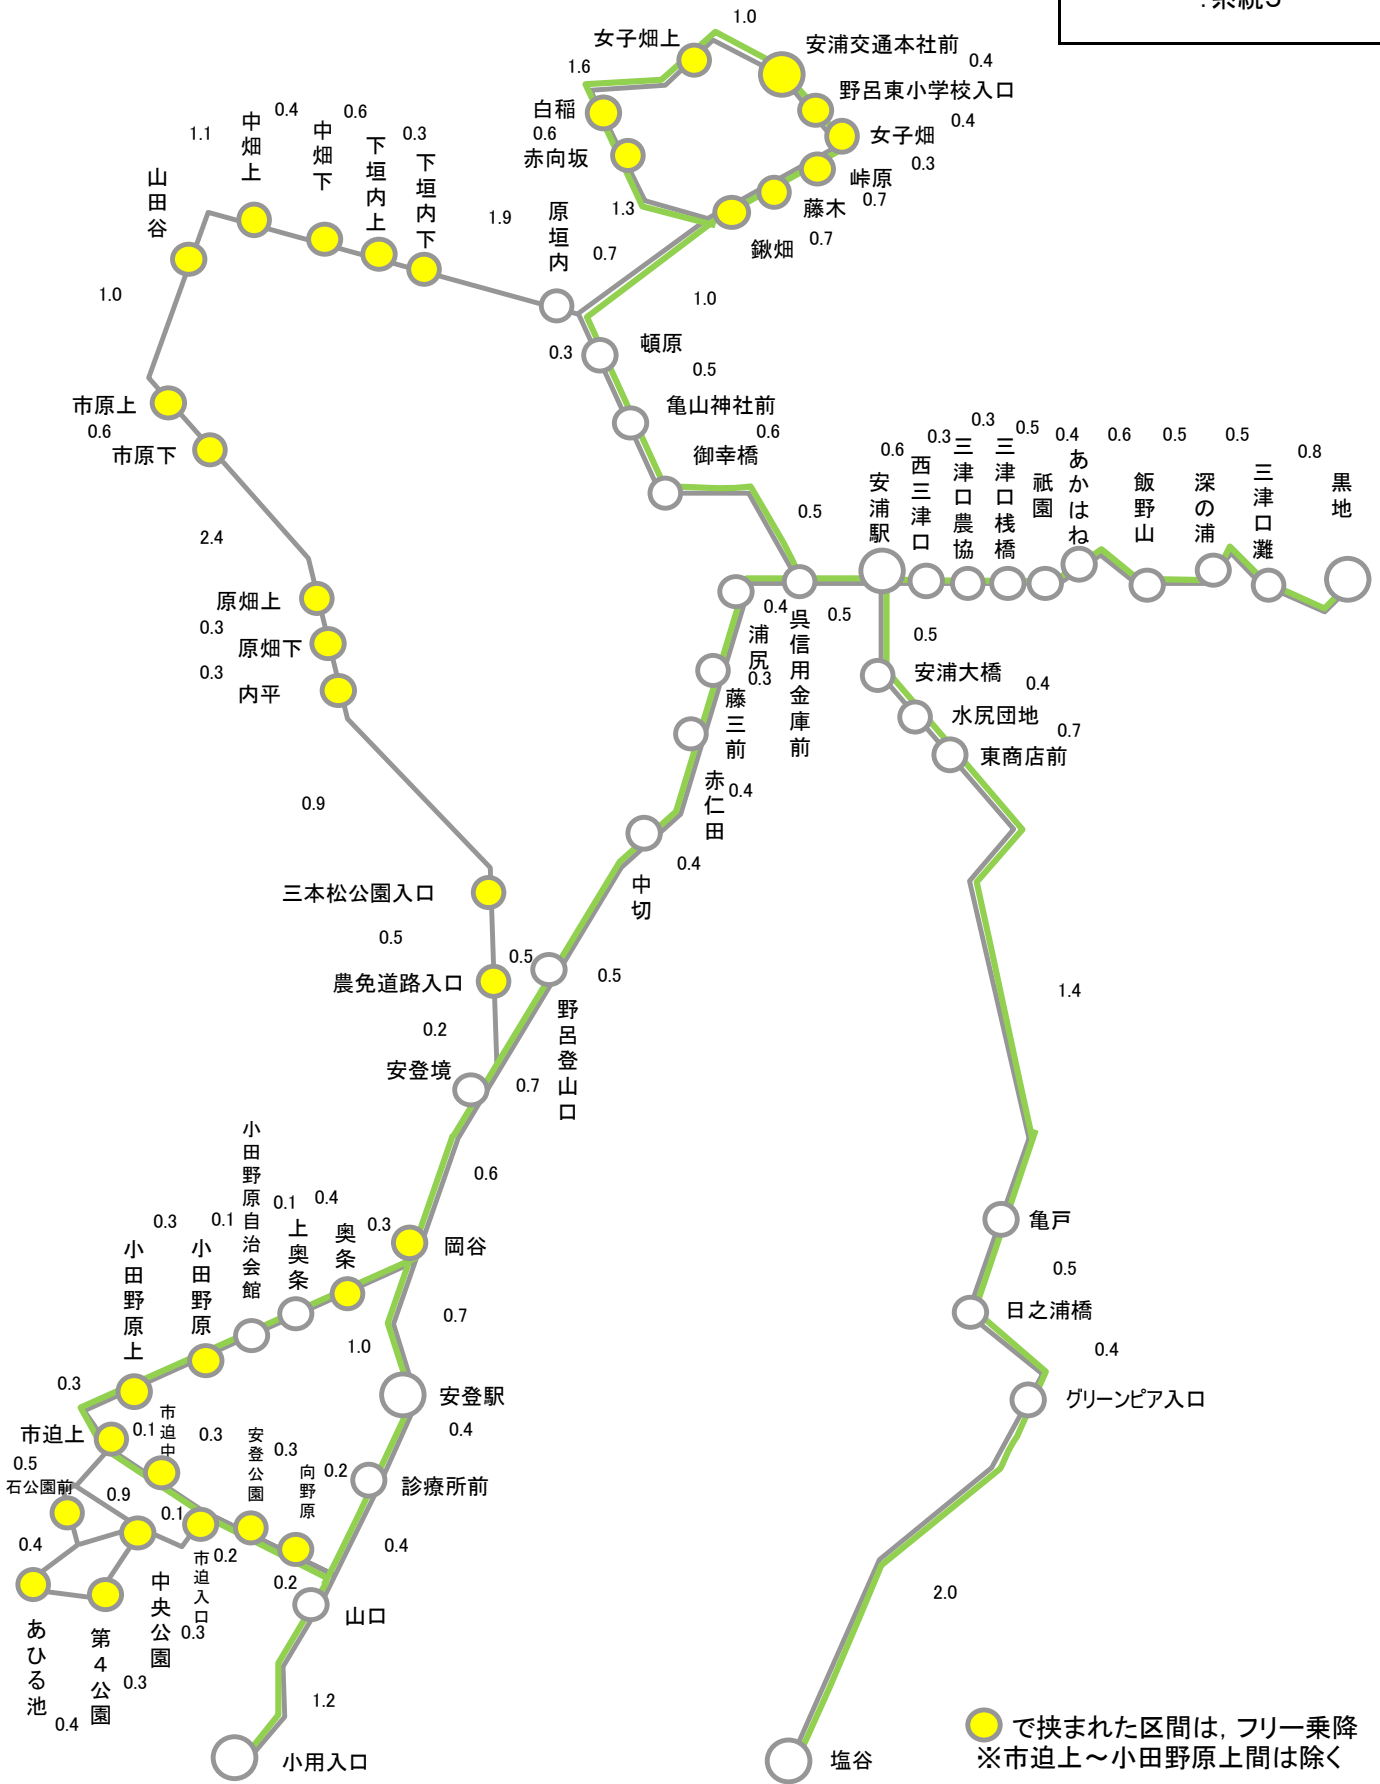 :系統5
1.0
女子畑上
安浦交通本社前
0.4
1.6
野呂東小学校入口
白稲
0.6
赤向坂
女子畑
0.4
峠原
0.3
藤木
0.7
鍬畑
0.7
1.3
1.1
中畑上
0.4
中畑下
0.6
下垣内上
0.3
下垣内下
山田谷
1.9
原垣内
0.7
1.0
1.0
0.3
頓原
0.5
亀山神社前
0.6
御幸橋
0.5
市原上
0.6
市原下
2.4
原畑上
0.3
原畑下
0.3
内平
0.9
三本松公園入口
0.5
農免道路入口
0.2
安登境
安浦駅
0.6
西三津口
0.3
三津口農協
0.3
三津口桟橋
0.5
祇園
0.4
あかはね
0.6
飯野山
0.5
深の浦
0.5
三津口灘
0.8
黒地
0.4
浦尻
0.3
呉信用金庫前
0.5
藤三前
0.4
赤仁田
0.4
中切
0.5
0.5
野呂登山口
0.7
0.6
0.5
安浦大橋
0.4
水尻団地
0.7
東商店前
1.4
亀戸
0.5
日之浦橋
0.4
グリーンピア入口
2.0
塩谷
岡谷
0.3
奥条
0.4
上奥条
0.1
小田野原自治会館
0.1
小田野原
0.3
小田野原上
0.3
0.7
1.0
安登駅
0.4
診療所前
0.4
市迫上
0.1
市迫中
0.3
安登公園
0.3
向野原
0.2
0.5
石公園前
0.9
0.1
0.4
市迫入口
0.2
0.2
中央公園
0.3
山口
あひる池
0.4
第4公園
0.3
1.2
小用入口
で挟まれた区間は,フリー乗降
※市迫上~小田野原上間は除く